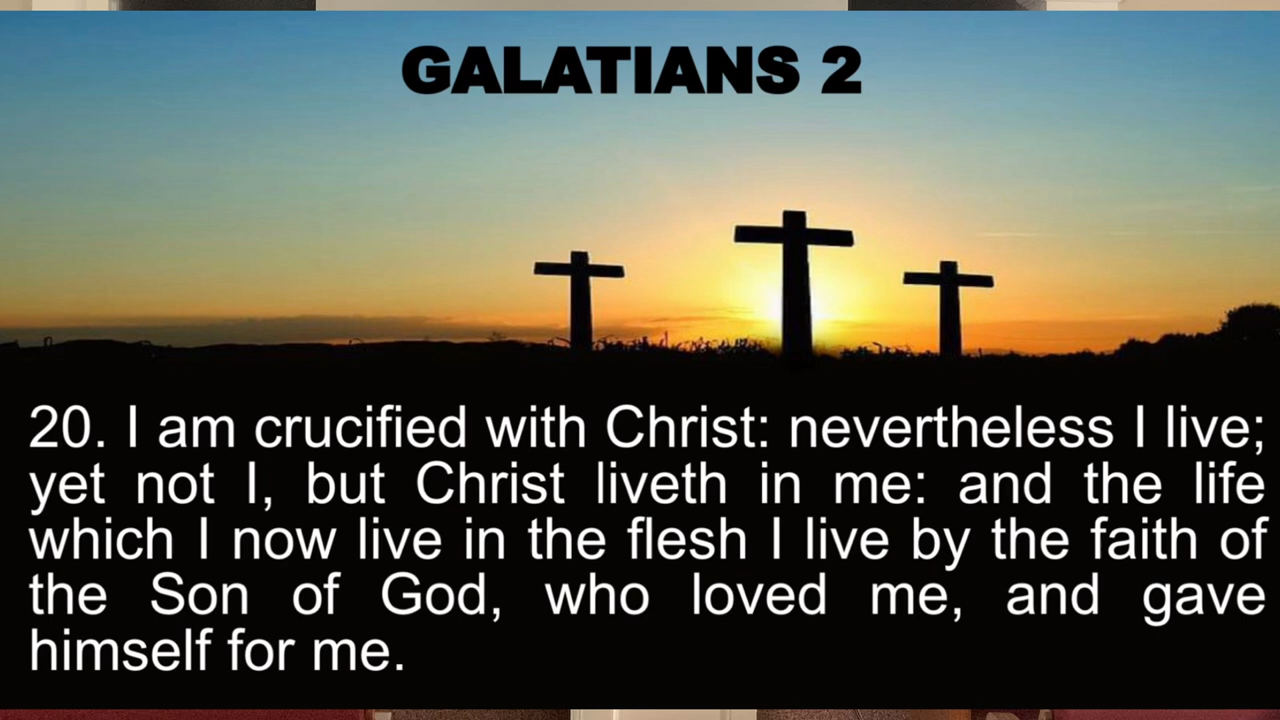 GALATIANS 2
20. I am crucified with Christ: nevertheless I live;
yet not I, but Christ liveth in me: and the life
which I now live in the flesh I live by the faith of
the Son of God, who loved me, and gave
himself for me.